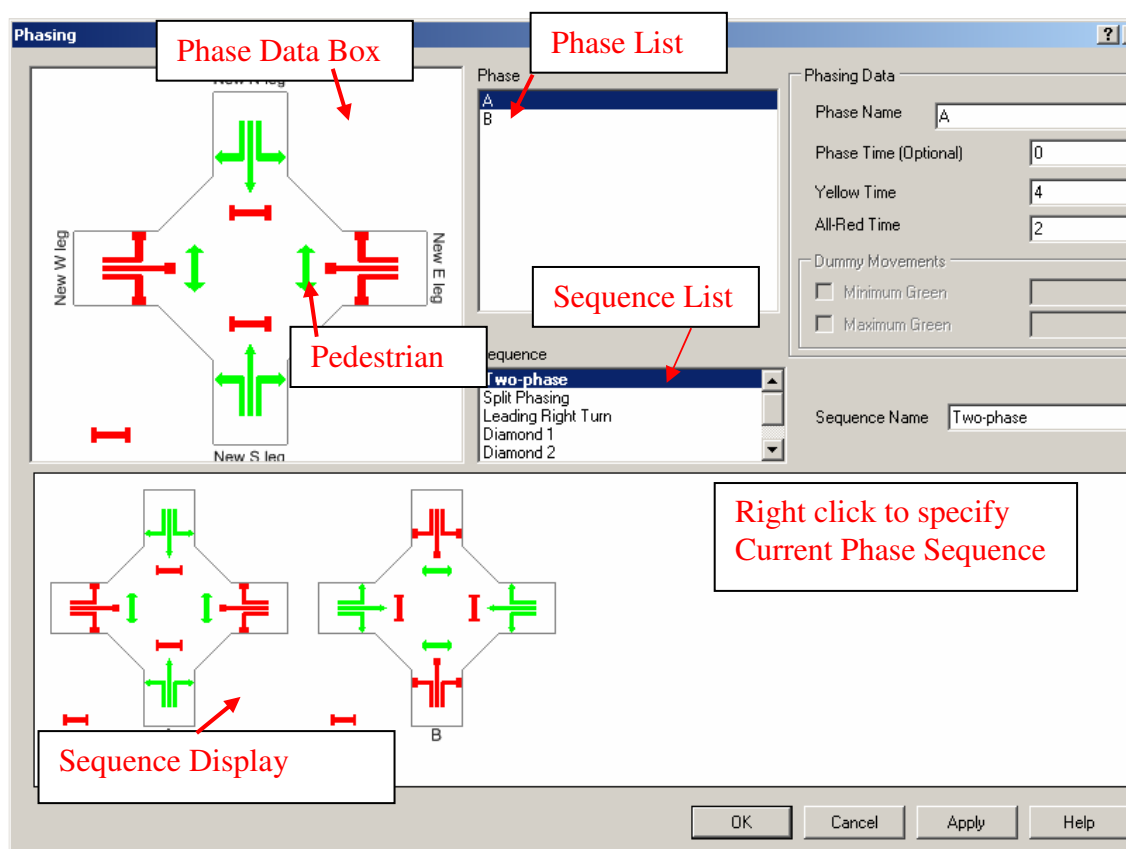 Phasing
?
Phase Data Box
Phase List
New N leg
New W leg
New E leg
New S leg
Pedestrian
Phase
A
B
Sequence List
Sequence
Two-phase
Split Phasing
Leading Right Turn
Diamond 1
Diamond 2
Phasing Data
Phase Name A
Phase Time (Optional) 0
Yellow Time 4
All-Red Time 2
Dummy Movements
Minimum Green
Maximum Green
Sequence Name Two-phase
Right click to specify
Current Phase Sequence
B
Sequence Display
OK Cancel Apply Help